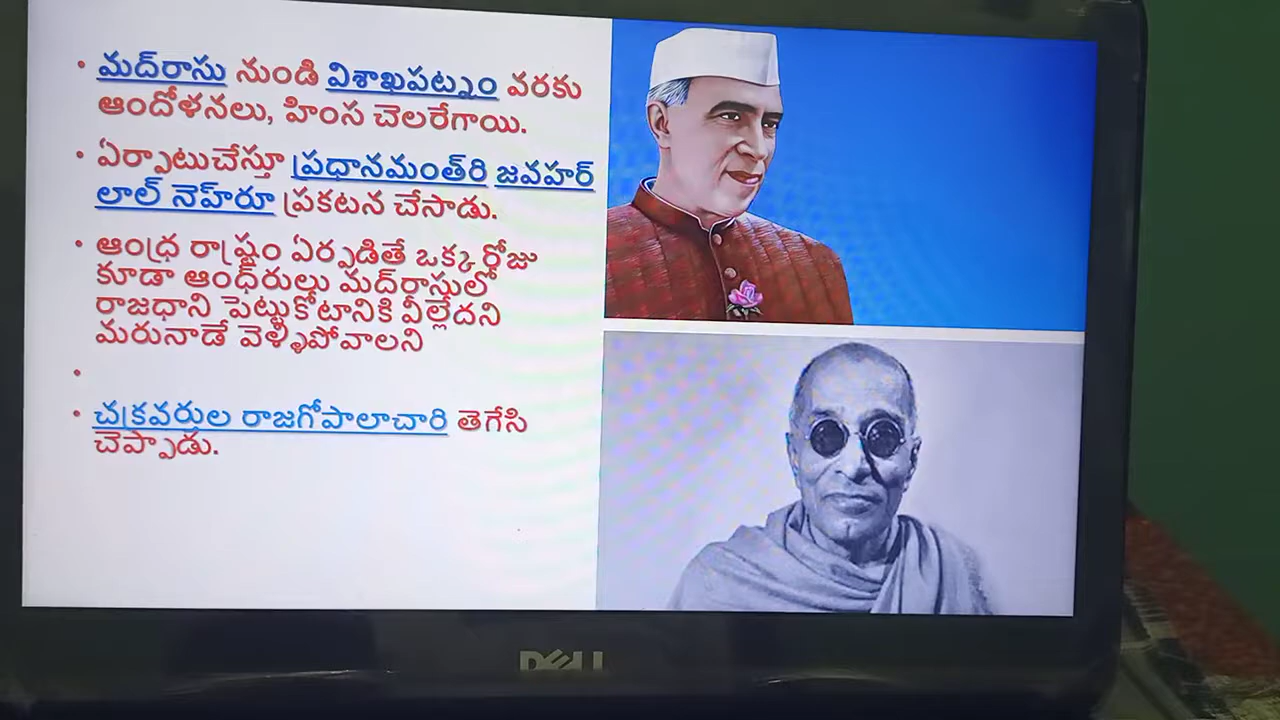 • మద్‌రాసు నుండి విశాఖపట్నం వరకు
ఆందోళనలు, హింస చెలరేగాయి.
• ఏర్పాటుచేస్తూ ప్రధానమంత్‌రి జవహర్
లాల్ నెహ్‌రూ ప్రకటన చేసాడు.
• ఆంధ్ర రాష్ట్రం ఏర్పడితే ఒక్క రోజు
కూడా ఆంధ్‌రులు మద్‌రాసులో
రాజధాని పెట్టుకోటానికి వీల్లేదని
మరునాడే వెళ్ళిపోవాలని
•
• చక్రవర్తుల రాజగోపాలాచారి తెగేసి
చెప్పాడు.
DELL